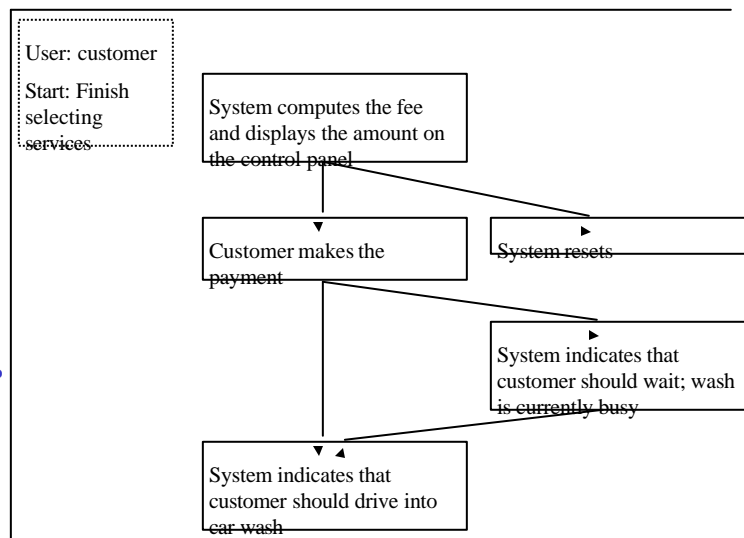 User: customer
Start: Finish
selecting
services
System computes the fee
and displays the amount on
the control panel
Customer makes the
payment
System resets
System indicates that
customer should wait; wash
is currently busy
System indicates that
customer should drive into
car wash